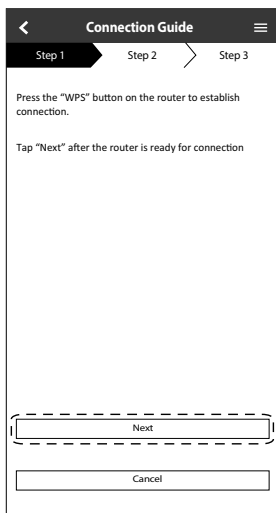 Connection Guide
Step 1 Step 2 Step 3
Press the “WPS” button on the router to establish
connection.
Tap “Next” after the router is ready for connection
Next
Cancel